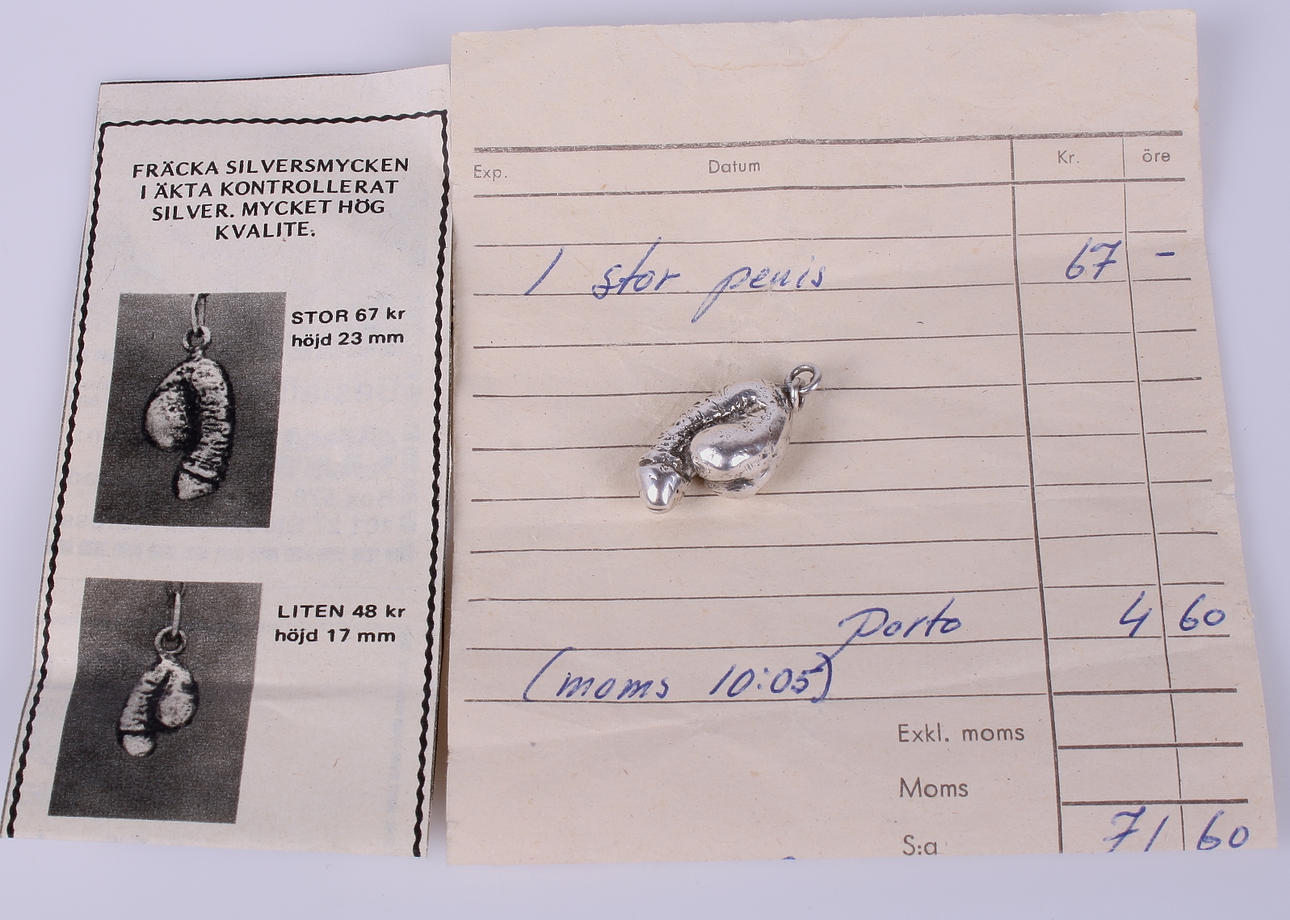 FRÄCKA SILVERSMYCKEN
I ÄKTA KONTROLLERAT
SILVER. MYCKET HÖG
KVALITE.
STOR 67 kr
höjd 23 mm
LITEN 48 kr
höjd 17 mm
Exp. Datum Kr. öre
1 stor penis 67 -
Porto 4 60
(moms 10:05)
Exkl. moms
Moms
S:a 71 60